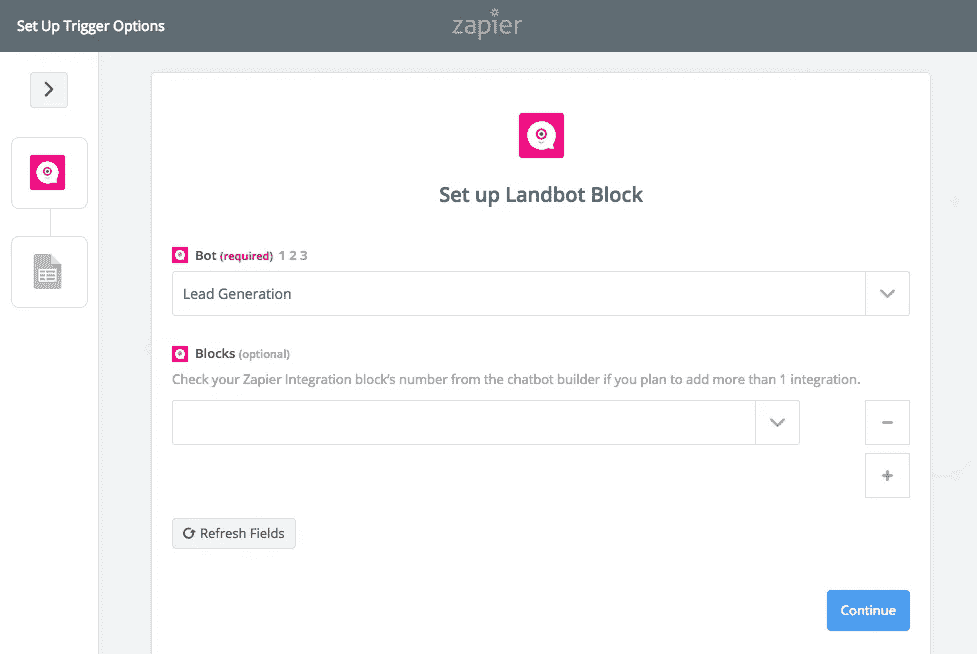 Set Up Trigger Options
zapier
Set up Landbot Block
Bot (required) 1 2 3
Lead Generation
Blocks (optional)
Check your Zapier Integration block's number from the chatbot builder if you plan to add more than 1 integration.
Refresh Fields
Continue